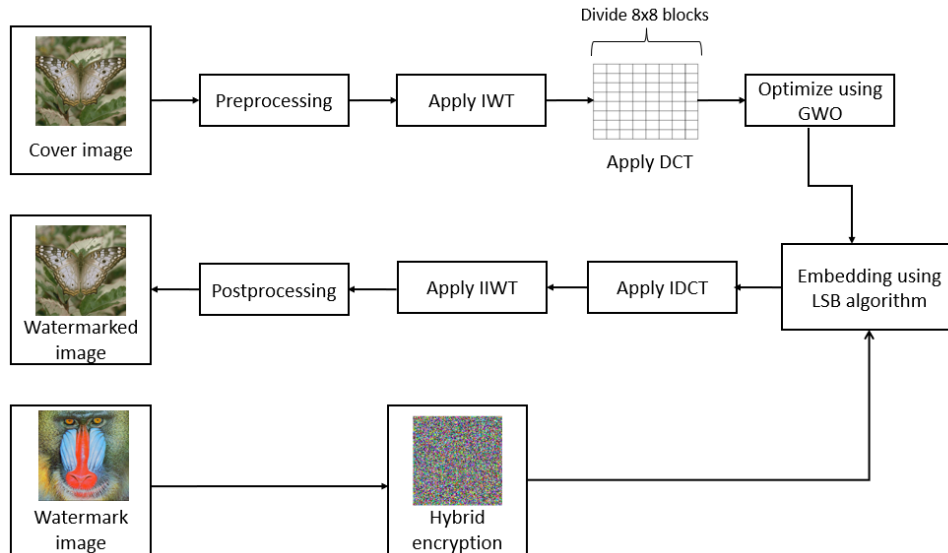 Divide 8x8 blocks
Cover image
Preprocessing
Apply IWT
Apply DCT
Optimize using
GWO
Watermarked
image
Postprocessing
Apply IIWT
Apply IDCT
Embedding using
LSB algorithm
Watermark
image
Hybrid
encryption